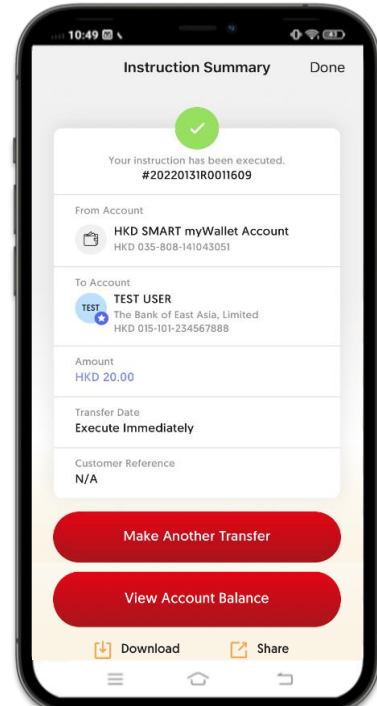 10:49
Instruction Summary Done
Your instruction has been executed.
#20220131R0011609
From Account
HKD SMART myWallet Account
HKD 035-808-141043051
To Account
TEST
TEST USER
The Bank of East Asia, Limited
HKD 015-101-234567888
Amount
HKD 20.00
Transfer Date
Execute Immediately
Customer Reference
N/A
Make Another Transfer
View Account Balance
Download Share